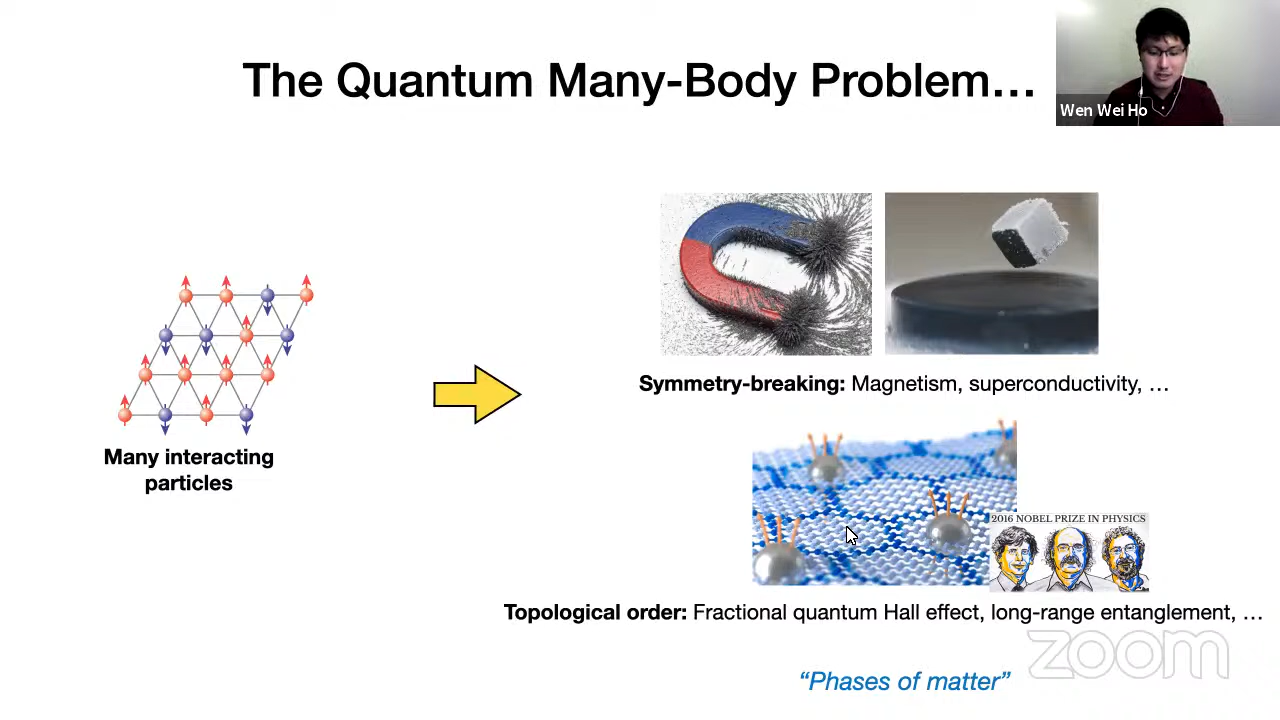 The Quantum Many-Body Problem…
Wen Wei Ho
Many interacting
particles
Symmetry-breaking: Magnetism, superconductivity, …
2016 NOBEL PRIZE IN PHYSICS
Topological order: Fractional quantum Hall effect, long-range entanglement, …
zoom
“Phases of matter”